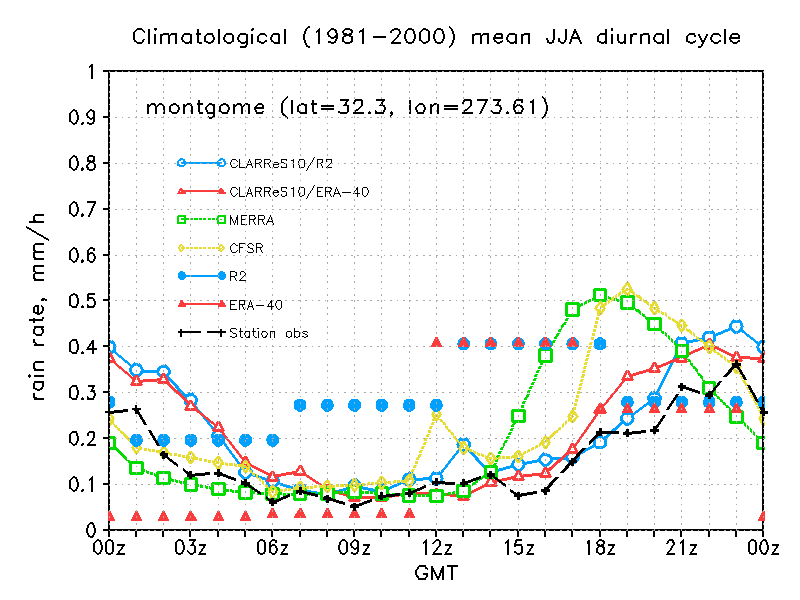 Climatological (1981-2000) mean JJA diurnal cycle
montgome (lat=32.3, lon=273.61)
1
0.9
0.8
0.7
0.6
0.5
0.4
0.3
0.2
0.1
0
rain rate, mm/h
CLARReS10/R2
CLARReS10/ERA-40
MERRA
CFSR
R2
ERA-40
Station obs
00z 03z 06z 09z 12z 15z 18z 21z 00z
GMT